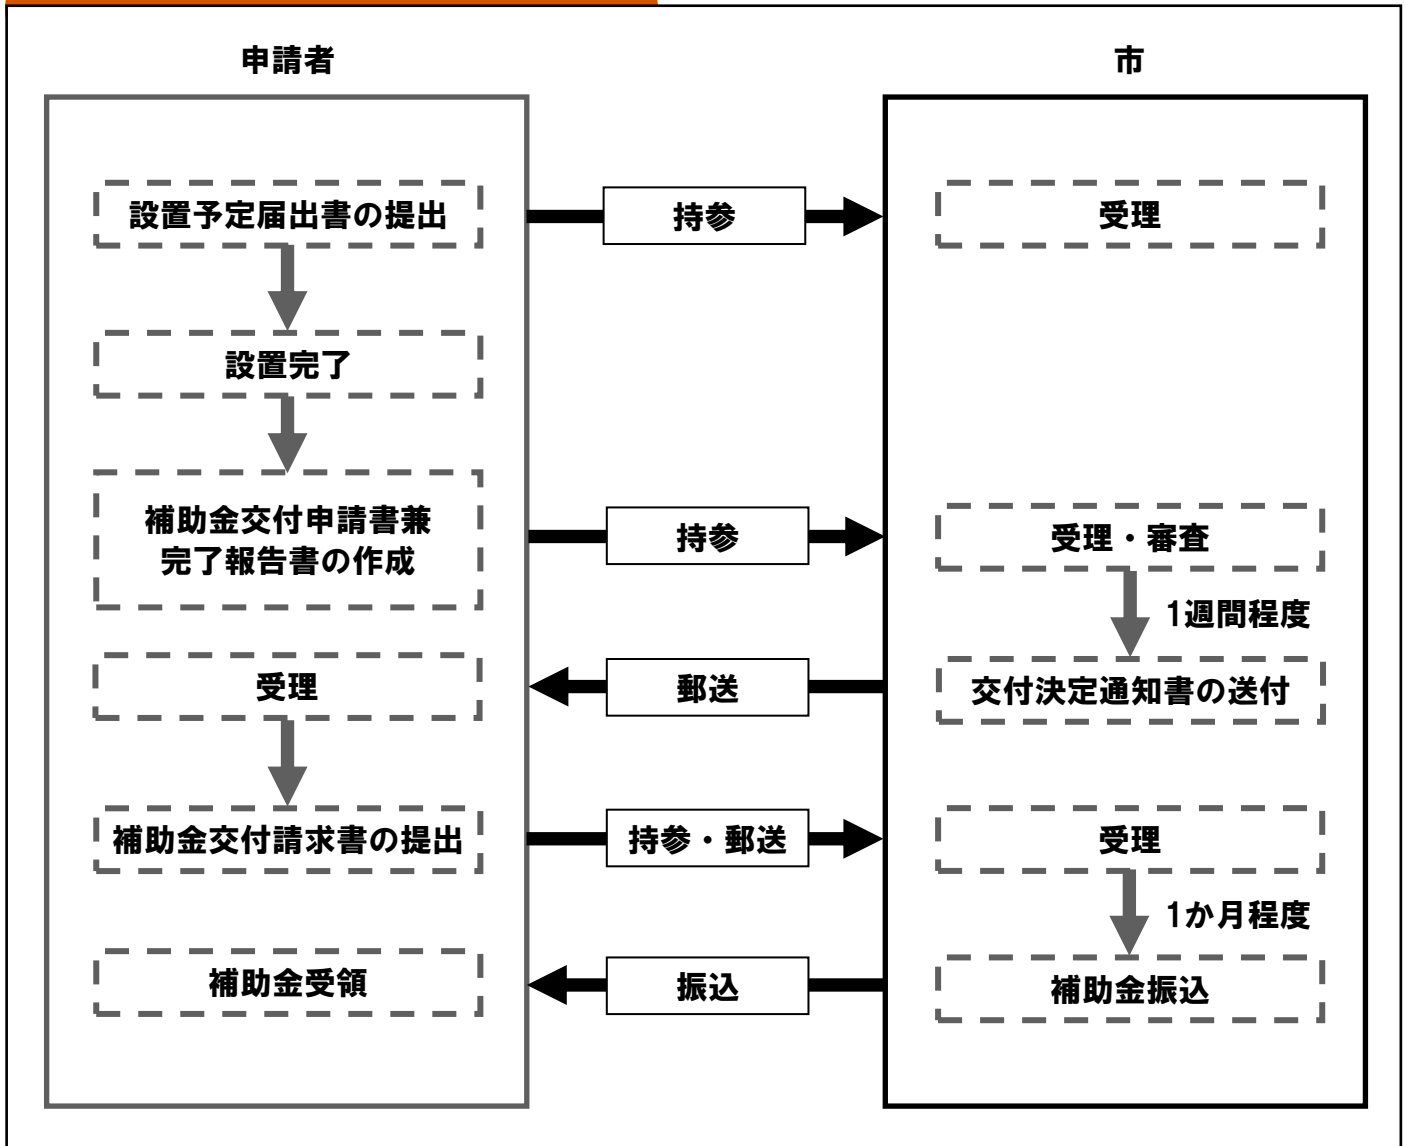 申請者
市
設置予定届出書の提出
持参
受理
設置完了
補助金交付申請書兼
完了報告書の作成
持参
受理・審査
1週間程度
受理
郵送
交付決定通知書の送付
補助金交付請求書の提出
持参・郵送
受理
1か月程度
補助金受領
振込
補助金振込